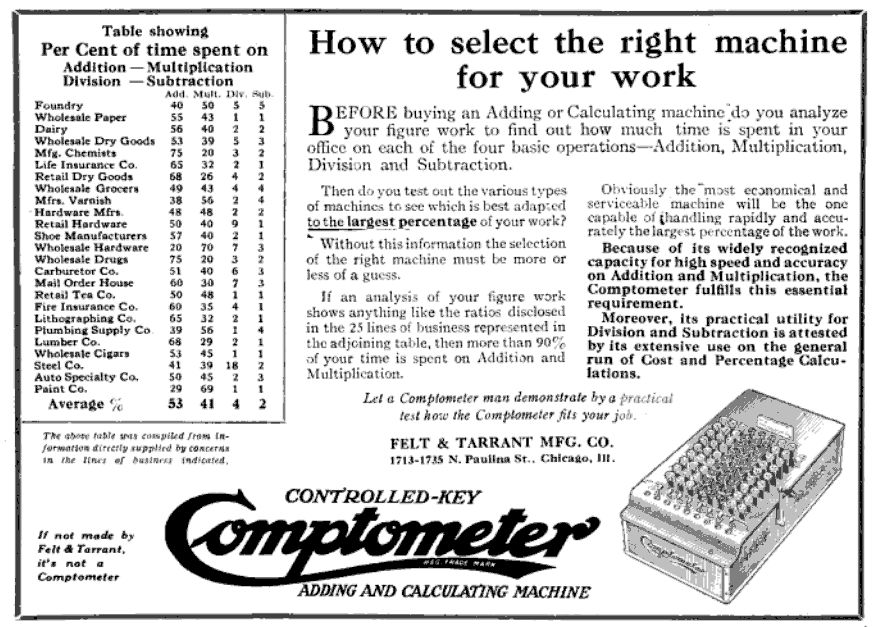 Table showing
Per Cent of time spent on
Addition — Multiplication
Division — Subtraction
Add. Mult. Div. Sub.
Foundry 40 50 5 5
Wholesale Paper 55 43 1 1
Dairy 56 40 2 2
Wholesale Dry Goods 53 39 5 3
Mfg. Chemists 75 20 3 2
Life Insurance Co. 65 32 2 1
Retail Dry Goods 68 26 4 2
Wholesale Grocers 49 43 4 4
Mfrs. Varnish 38 56 2 4
Hardware Mfrs. 48 48 2 2
Retail Hardware 50 40 9 1
Shoe Manufacturers 57 40 2 1
Wholesale Hardware 20 70 7 3
Wholesale Drugs 75 20 3 2
Carburetor Co. 51 40 6 3
Mail Order House 60 30 7 3
Retail Tea Co. 50 48 1 1
Fire Insurance Co. 60 35 4 1
Lithographing Co. 65 32 2 1
Plumbing Supply Co 39 56 1 4
Lumber Co. 68 29 2 1
Wholesale Cigars 53 45 1 1
Steel Co. 41 39 18 2
Auto Specialty Co. 50 45 2 3
Paint Co. 29 69 1 1
Average % 53 41 4 2
The above table was compiled from in-
formation directly supplied by concerns
in the lines of business indicated.
How to select the right machine
for your work
BEFORE buying an Adding or Calculating machine do you analyze
your figure work to find out how much time is spent in your
office on each of the four basic operations—Addition, Multiplication,
Division and Subtraction.
Then do you test out the various types
of machines to see which is best adapted
to the largest percentage of your work?
Without this information the selection
of the right machine must be more or
less of a guess.
If an analysis of your figure work
shows anything like the ratios disclosed
in the 25 lines of business represented in
the adjoining table, then more than 90%
of your time is spent on Addition and
Multiplication.
Obviously the most economical and
serviceable machine will be the one
capable of handling rapidly and accu-
rately the largest percentage of the work.
Because of its widely recognized
capacity for high speed and accuracy
on Addition and Multiplication, the
Comptometer fulfills this essential
requirement.
Moreover, its practical utility for
Division and Subtraction is attested
by its extensive use on the general
run of Cost and Percentage Calcu-
lations.
Let a Comptometer man demonstrate by a practical
test how the Comptometer fits your job.
FELT & TARRANT MFG. CO.
1713-1735 N. Paulina St., Chicago, Ill.
If not made by
Felt & Tarrant,
it's not a
Comptometer
CONTROLLED-KEY
Comptometer
REG. TRADE MARK
ADDING AND CALCULATING MACHINE
Comptometer